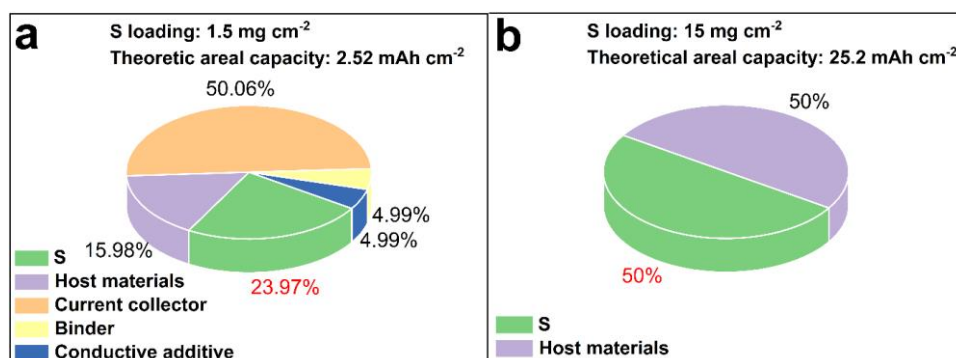 a
S loading: 1.5 mg cm⁻²
Theoretic areal capacity: 2.52 mAh cm⁻²
50.06%
4.99%
4.99%
15.98%
23.97%
S
Host materials
Current collector
Binder
Conductive additive
b
S loading: 15 mg cm⁻²
Theoretical areal capacity: 25.2 mAh cm⁻²
50%
50%
S
Host materials